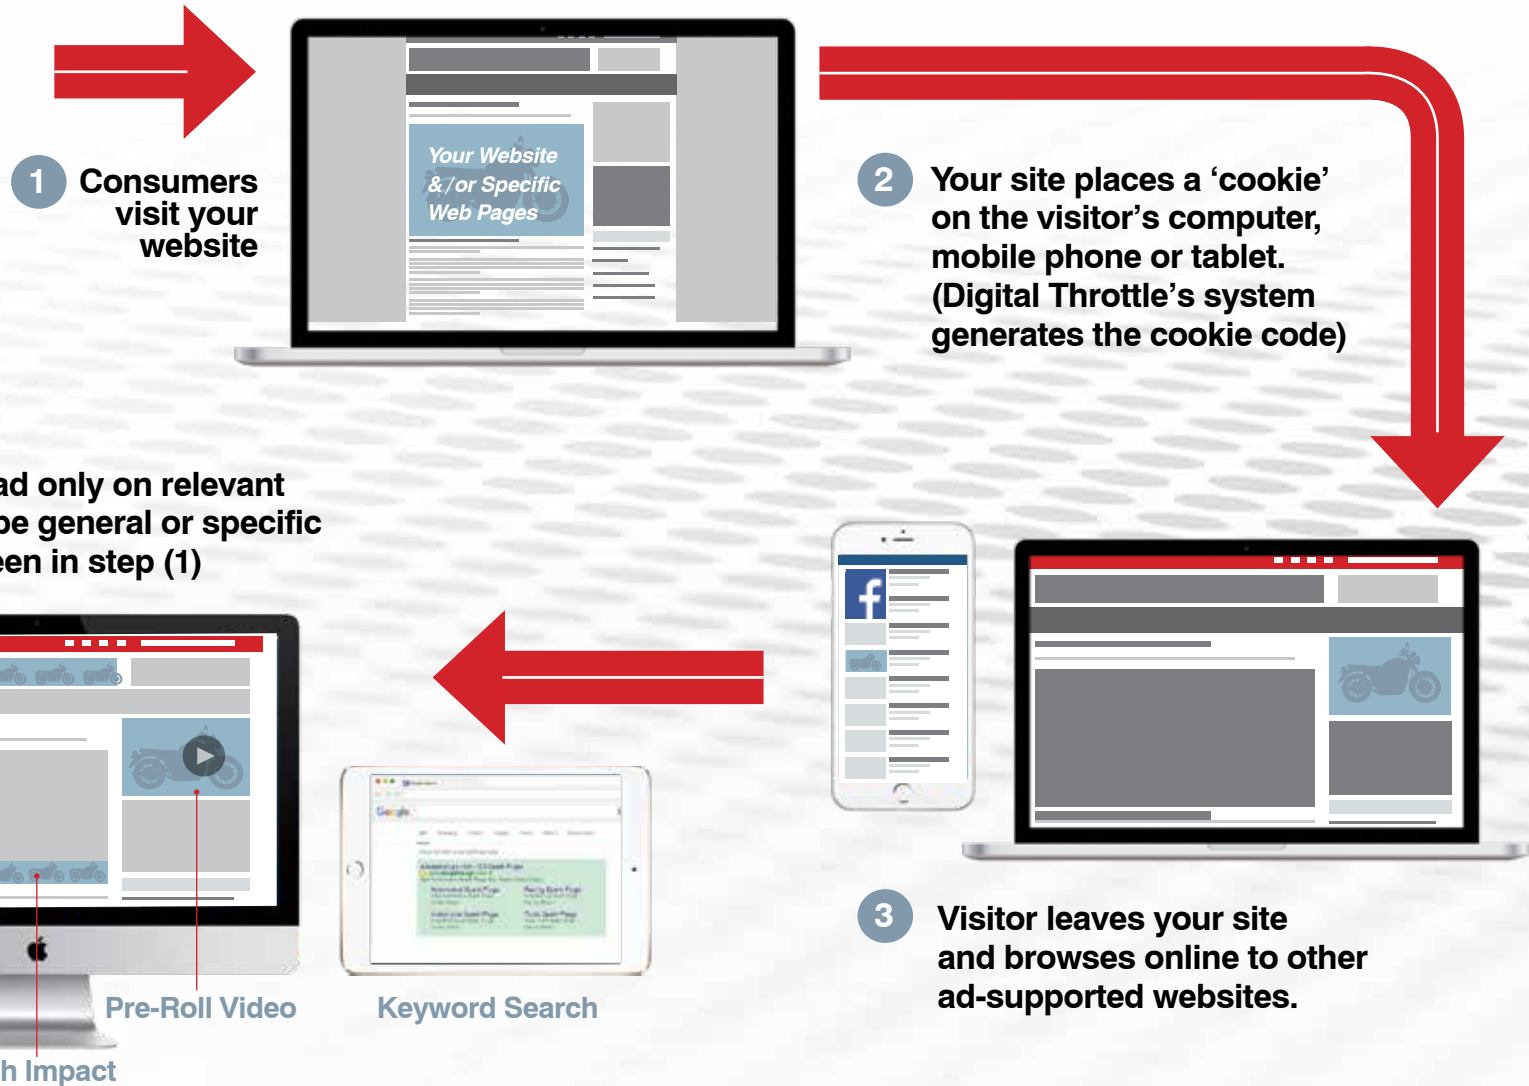 1
Consumers
visit your
website
Your Website
&/or Specific
Web Pages
2
Your site places a ‘cookie’
on the visitor’s computer,
mobile phone or tablet.
(Digital Throttle’s system
generates the cookie code)
ad only on relevant
be general or specific
een in step (1)
f
Google
Pre-Roll Video
Keyword Search
h Impact
3
Visitor leaves your site
and browses online to other
ad-supported websites.